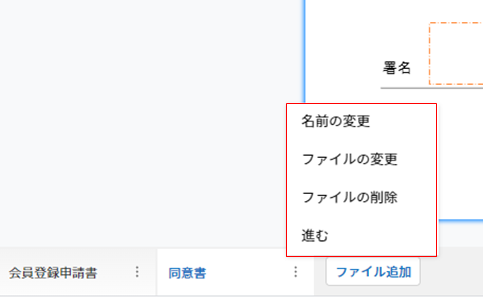 署名
名前の変更
ファイルの変更
ファイルの削除
進む
会員登録申請書
同意書
ファイル追加